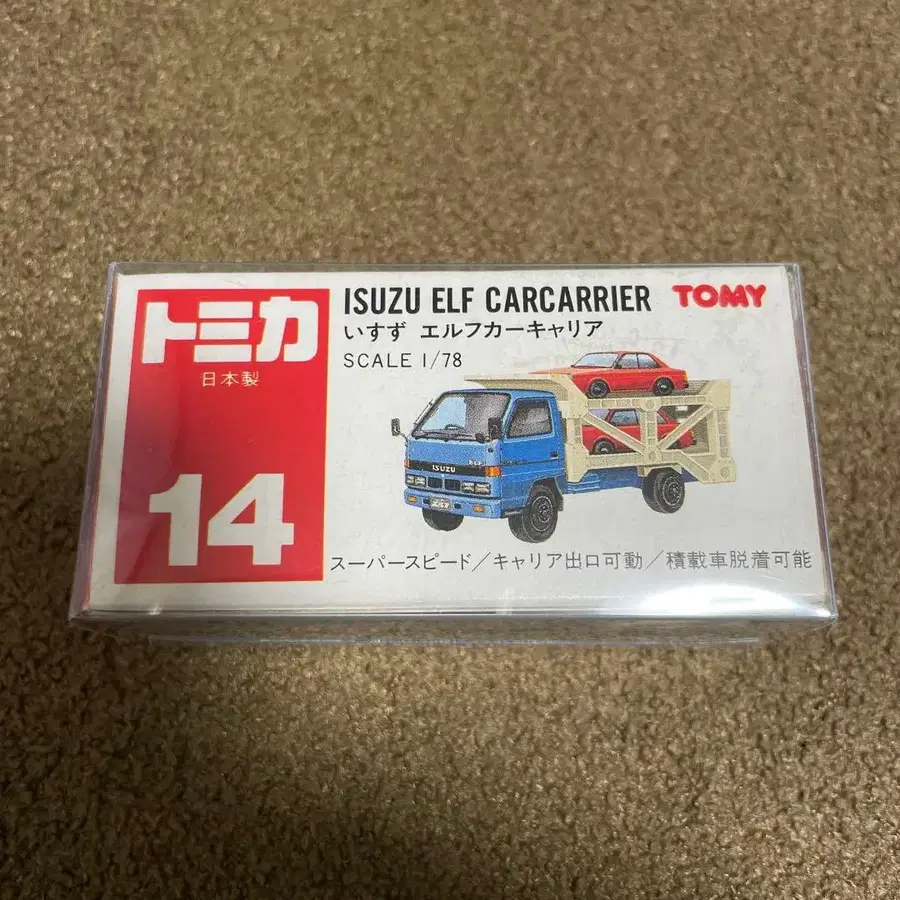 トミカ
日本製
14
ISUZU ELF CARCARRIER TOMY
いすゞ エルフカーキャリア
SCALE 1/78
ISUZU
ELF
スーパースピード/キャリア出口可動/積載車脱着可能